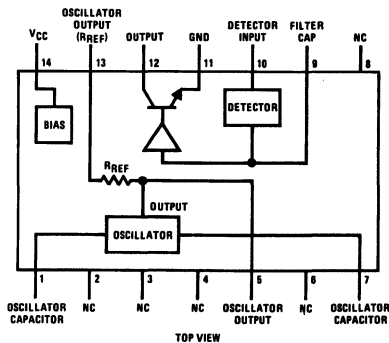 OSCILLATOR
OUTPUT
(RREF)
DETECTOR
INPUT
FILTER
CAP
VCC
OUTPUT
GND
NC
14
13
12
11
10
9
8
BIAS
DETECTOR
RREF
OUTPUT
OSCILLATOR
1
2
3
4
5
6
7
OSCILLATOR
CAPACITOR
NC
NC
NC
OSCILLATOR
OUTPUT
NC
OSCILLATOR
CAPACITOR
TOP VIEW